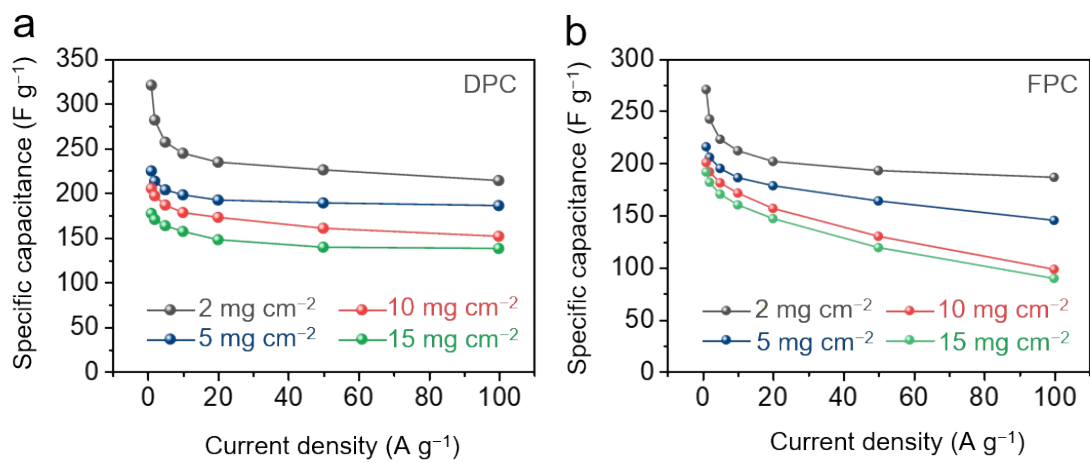 a
DPC
Specific capacitance (F g⁻¹)
350
300
250
200
150
100
50
0
2 mg cm⁻²
10 mg cm⁻²
5 mg cm⁻²
15 mg cm⁻²
0
20
40
60
80
100
Current density (A g⁻¹)
b
FPC
Specific capacitance (F g⁻¹)
300
250
200
150
100
50
0
2 mg cm⁻²
10 mg cm⁻²
5 mg cm⁻²
15 mg cm⁻²
0
20
40
60
80
100
Current density (A g⁻¹)